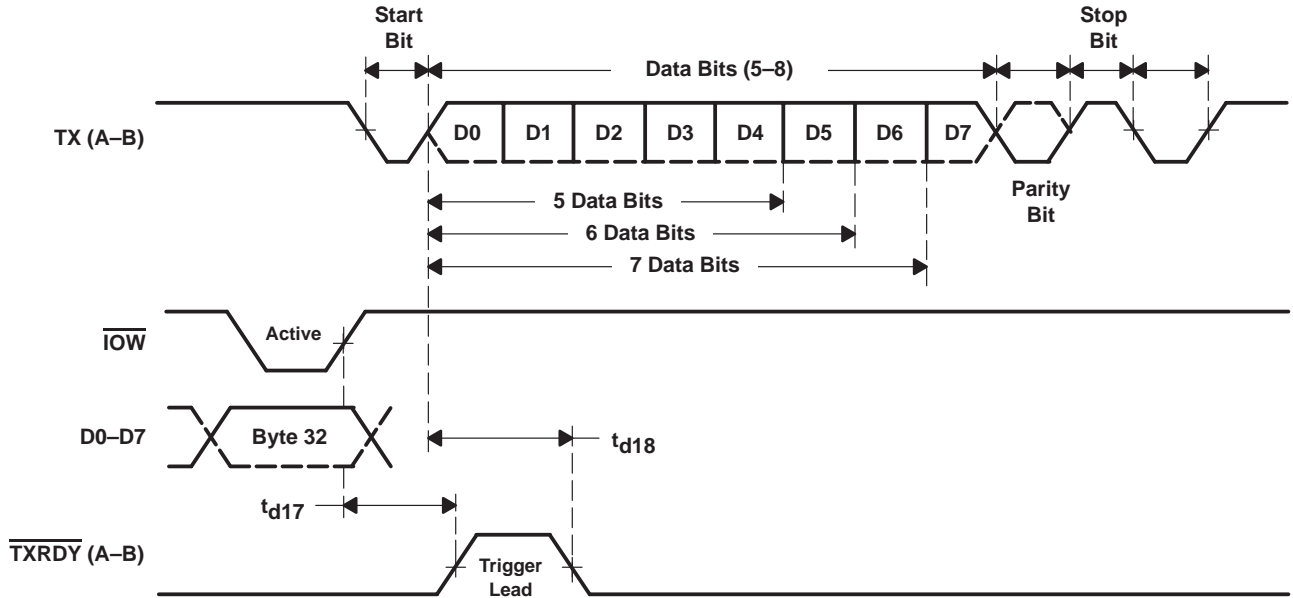 Start
Bit
Stop
Bit
Data Bits (5–8)
TX (A–B)
D0 D1 D2 D3 D4 D5 D6 D7
Parity
Bit
5 Data Bits
6 Data Bits
7 Data Bits
IOW
Active
D0–D7
Byte 32
td18
td17
TXRDY (A–B)
Trigger
Lead